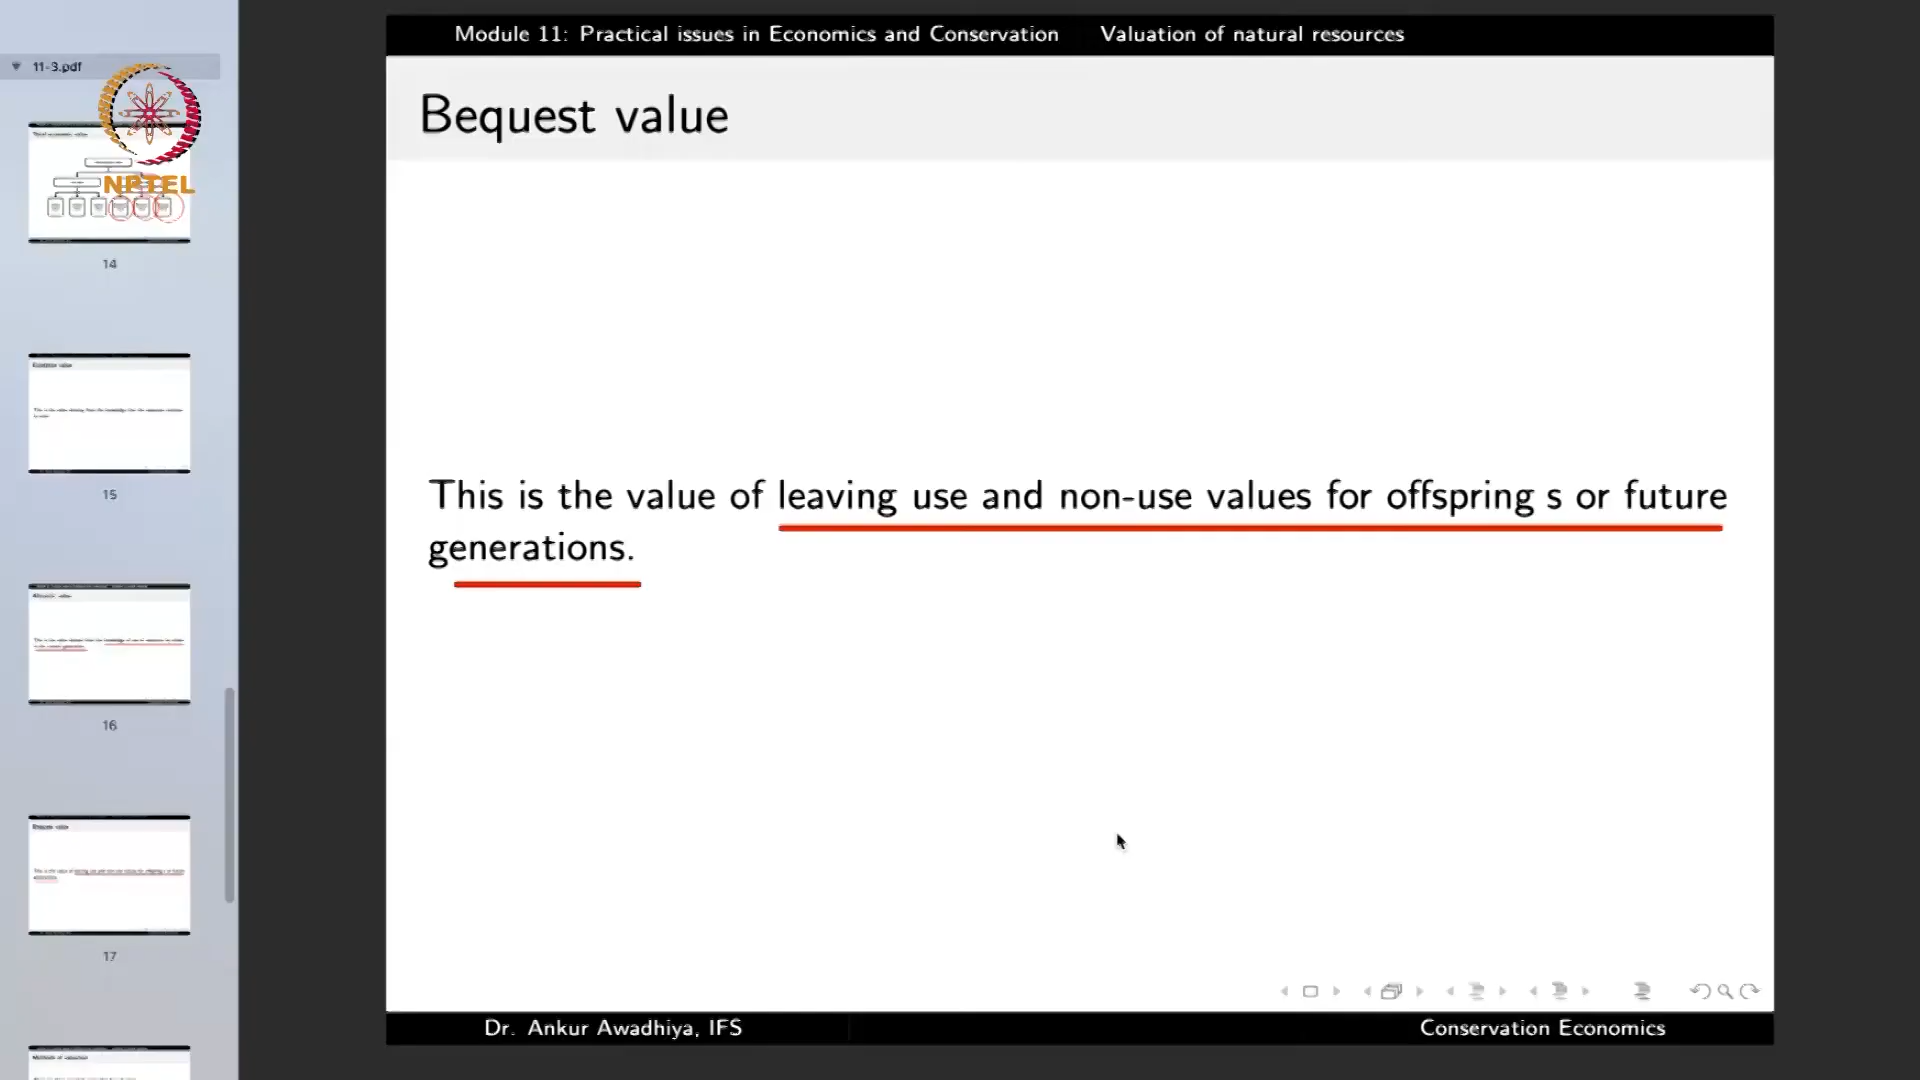 Module 11: Practical issues in Economics and Conservation Valuation of natural resources
11-3.pdf
NPTEL
Bequest value
This is the value of leaving use and non-use values for offspring s or future
generations.
14
15
16
17
Dr. Ankur Awadhiya, IFS
Conservation Economics